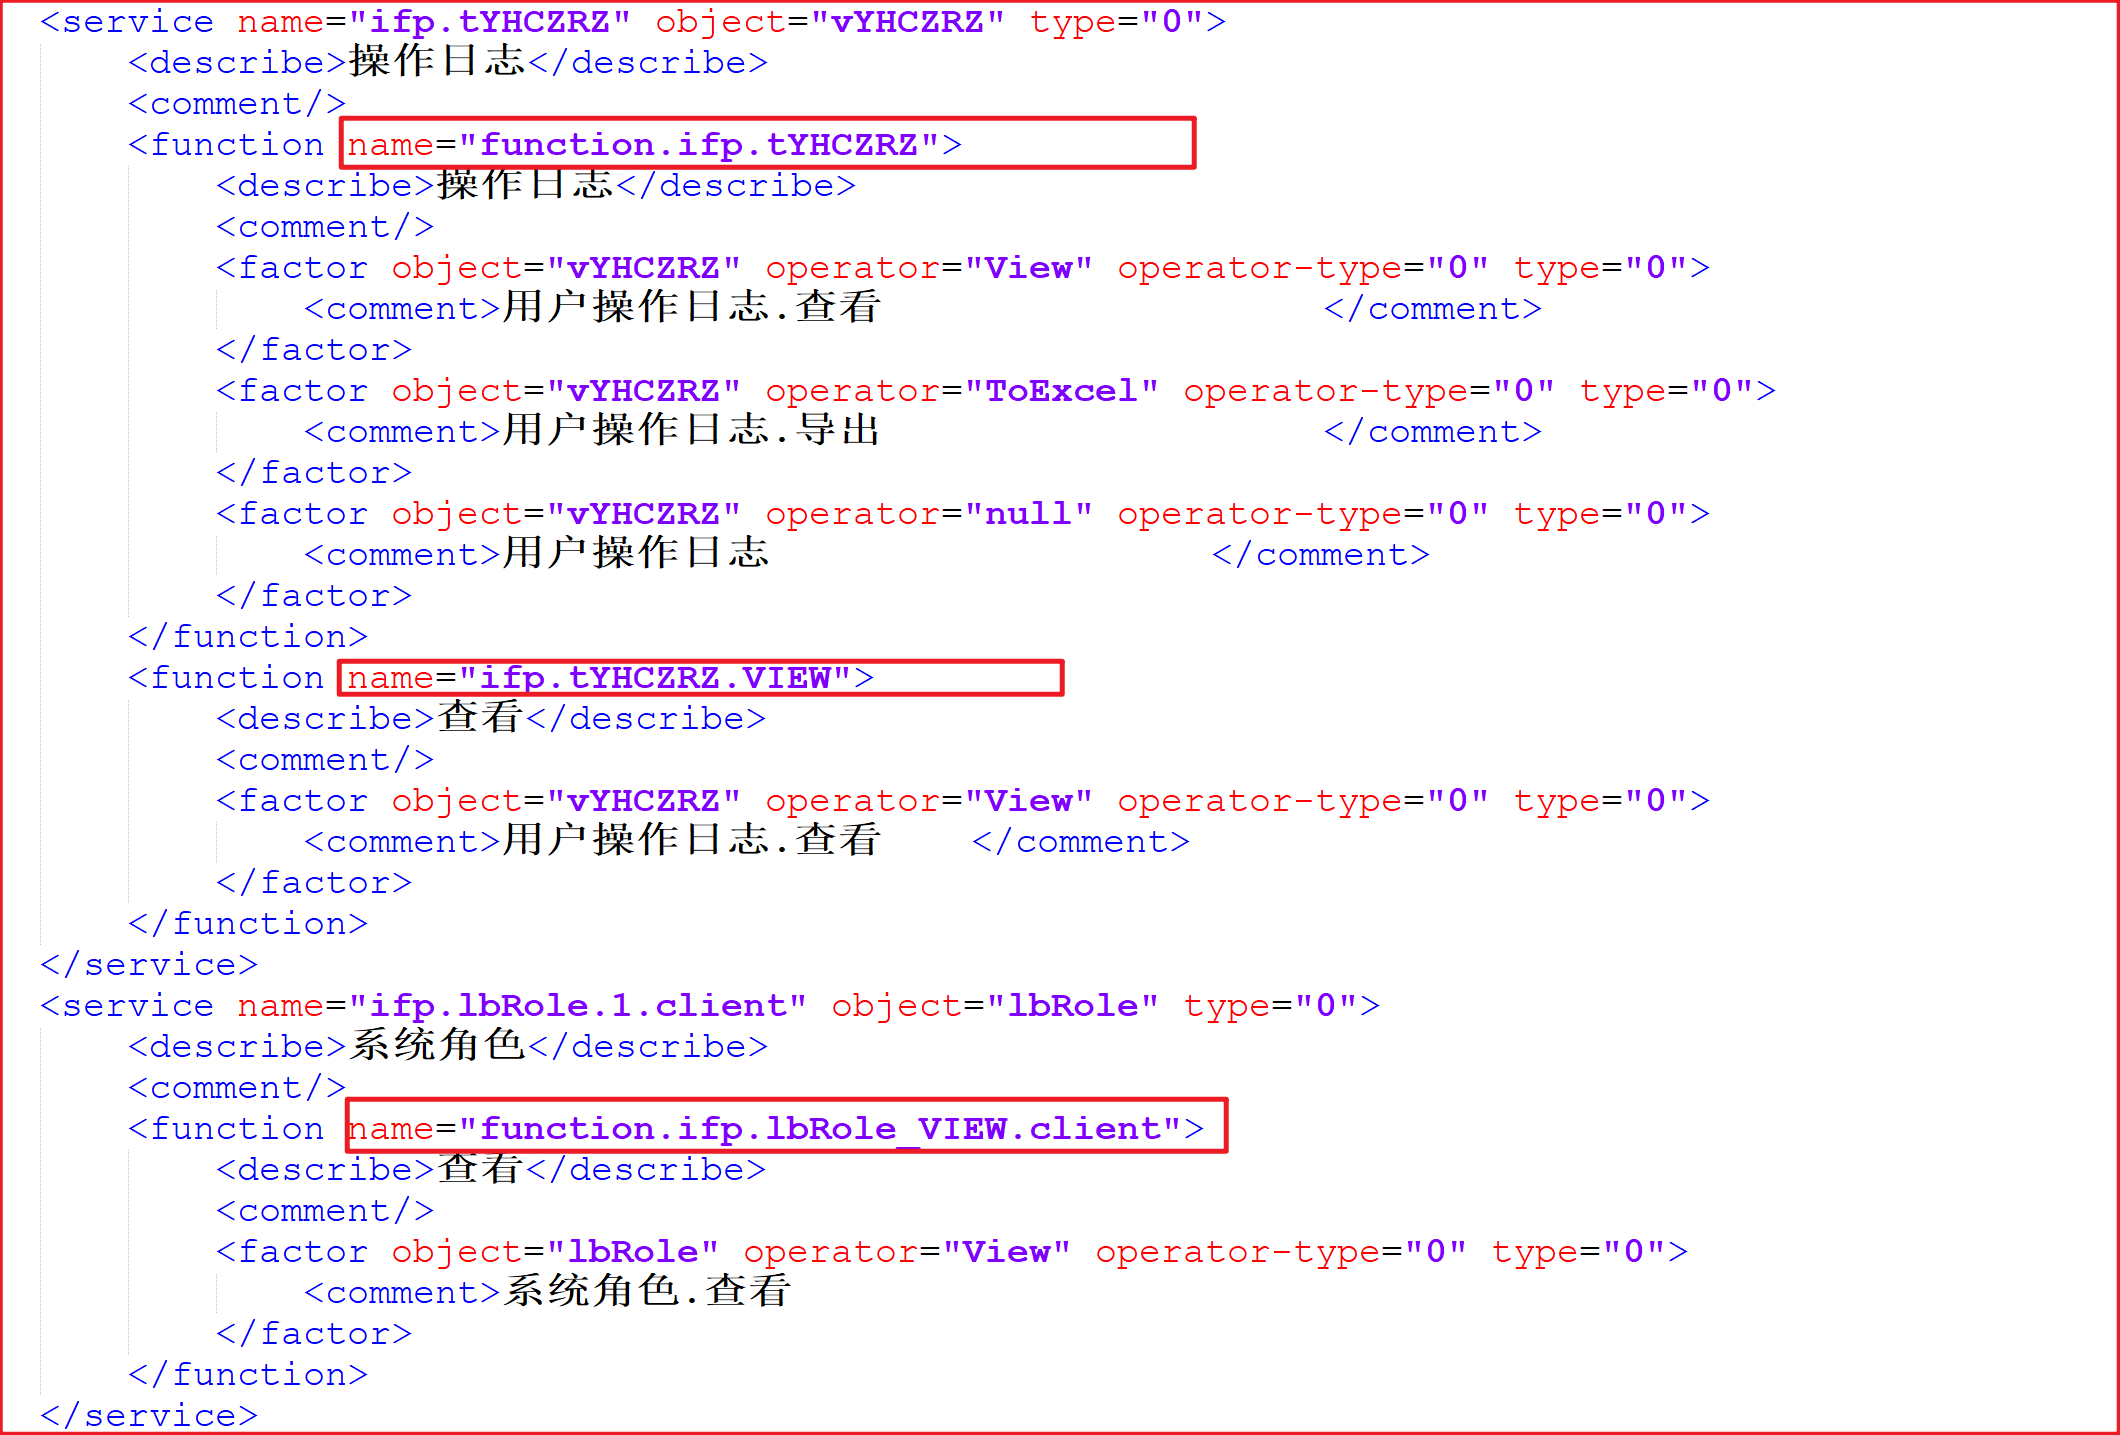 <service name="ifp.tYHCZRZ" object="vYHCZRZ" type="0">
<describe>操作日志</describe>
<comment/>
<function name="function.ifp.tYHCZRZ">
<describe>操作日志</describe>
<comment/>
<factor object="vYHCZRZ" operator="View" operator-type="0" type="0">
<comment>用户操作日志.查看 </comment>
</factor>
<factor object="vYHCZRZ" operator="ToExcel" operator-type="0" type="0">
<comment>用户操作日志.导出 </comment>
</factor>
<factor object="vYHCZRZ" operator="null" operator-type="0" type="0">
<comment>用户操作日志 </comment>
</factor>
</function>
<function name="ifp.tYHCZRZ.VIEW">
<describe>查看</describe>
<comment/>
<factor object="vYHCZRZ" operator="View" operator-type="0" type="0">
<comment>用户操作日志.查看 </comment>
</factor>
</function>
</service>
<service name="ifp.lbRole.1.client" object="lbRole" type="0">
<describe>系统角色</describe>
<comment/>
<function name="function.ifp.lbRole_VIEW.client">
<describe>查看</describe>
<comment/>
<factor object="lbRole" operator="View" operator-type="0" type="0">
<comment>系统角色.查看
</factor>
</function>
</service>